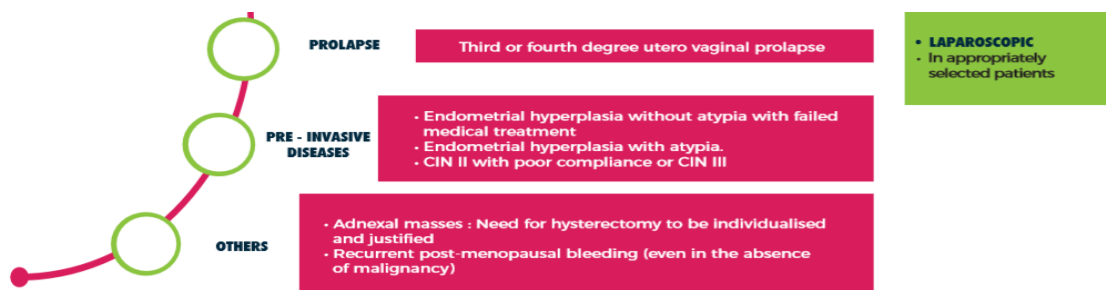 PROLAPSE
Third or fourth degree utero vaginal prolapse
• LAPAROSCOPIC
• In appropriately
selected patients
PRE - INVASIVE
DISEASES
• Endometrial hyperplasia without atypia with failed
medical treatment
• Endometrial hyperplasia with atypia.
• CIN II with poor compliance or CIN III
OTHERS
• Adnexal masses : Need for hysterectomy to be individualised
and justified
• Recurrent post-menopausal bleeding (even in the absence
of malignancy)